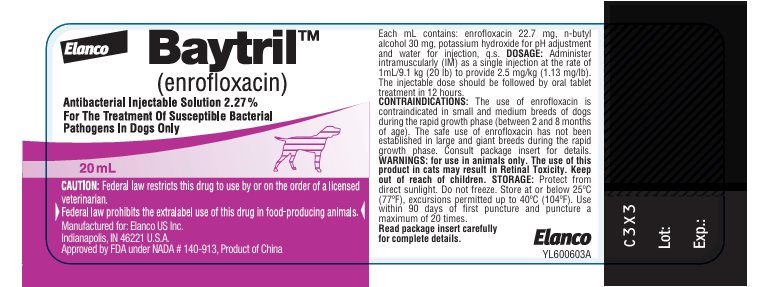 Elanco
Baytril™
(enrofloxacin)
Antibacterial Injectable Solution 2.27%
For The Treatment Of Susceptible Bacterial
Pathogens In Dogs Only
20 mL
CAUTION: Federal law restricts this drug to use by or on the order of a licensed
veterinarian.
Federal law prohibits the extralabel use of this drug in food-producing animals.
Manufactured for: Elanco US Inc.
Indianapolis, IN 46221 U.S.A.
Approved by FDA under NADA # 140-913, Product of China
Each mL contains: enrofloxacin 22.7 mg, n-butyl
alcohol 30 mg, potassium hydroxide for pH adjustment
and water for injection, q.s. DOSAGE: Administer
intramuscularly (IM) as a single injection at the rate of
1mL/9.1 kg (20 lb) to provide 2.5 mg/kg (1.13 mg/lb).
The injectable dose should be followed by oral tablet
treatment in 12 hours.
CONTRAINDICATIONS: The use of enrofloxacin is
contraindicated in small and medium breeds of dogs
during the rapid growth phase (between 2 and 8 months
of age). The safe use of enrofloxacin has not been
established in large and giant breeds during the rapid
growth phase. Consult package insert for details.
WARNINGS: for use in animals only. The use of this
product in cats may result in Retinal Toxicity. Keep
out of reach of children. STORAGE: Protect from
direct sunlight. Do not freeze. Store at or below 25ºC
(77ºF), excursions permitted up to 40ºC (104ºF). Use
within 90 days of first puncture and puncture a
maximum of 20 times.
Read package insert carefully
for complete details.
Elanco
YL600603A
C 3 X 3
Lot:
Exp.: